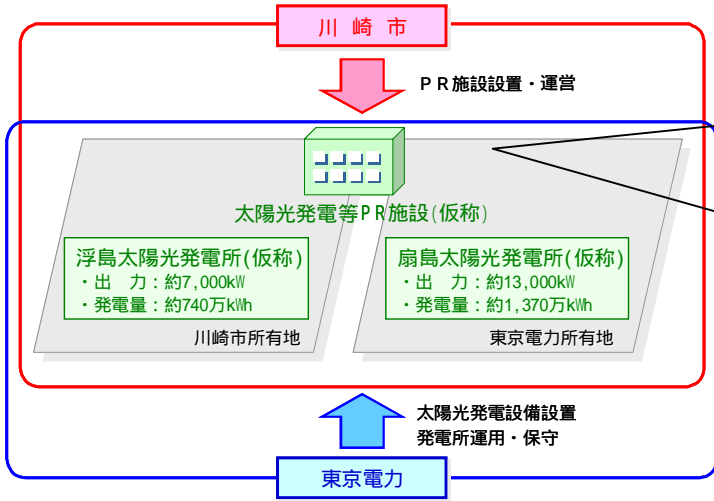 川 崎 市
ＰＲ施設設置・運営
太陽光発電等PR施設(仮称)
浮島太陽光発電所(仮称)
・出　力：約7,000kW
・発電量：約740万kWh
川崎市所有地
扇島太陽光発電所(仮称)
・出　力：約13,000kW
・発電量：約1,370万kWh
東京電力所有地
太陽光発電設備設置
発電所運用・保守
東京電力